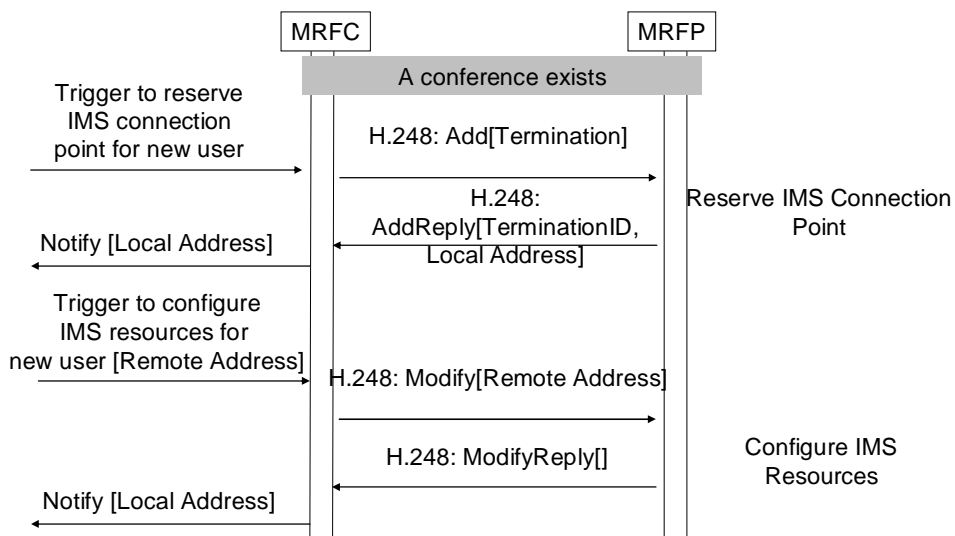 MRFC
MRFP
A conference exists
Trigger to reserve
IMS connection
point for new user
H.248: Add[Termination]
H.248:
AddReply[TerminationID,
Local Address]
Reserve IMS Connection
Point
Notify [Local Address]
Trigger to configure
IMS resources for
new user [Remote Address]
H.248: Modify[Remote Address]
H.248: ModifyReply[]
Configure IMS
Resources
Notify [Local Address]